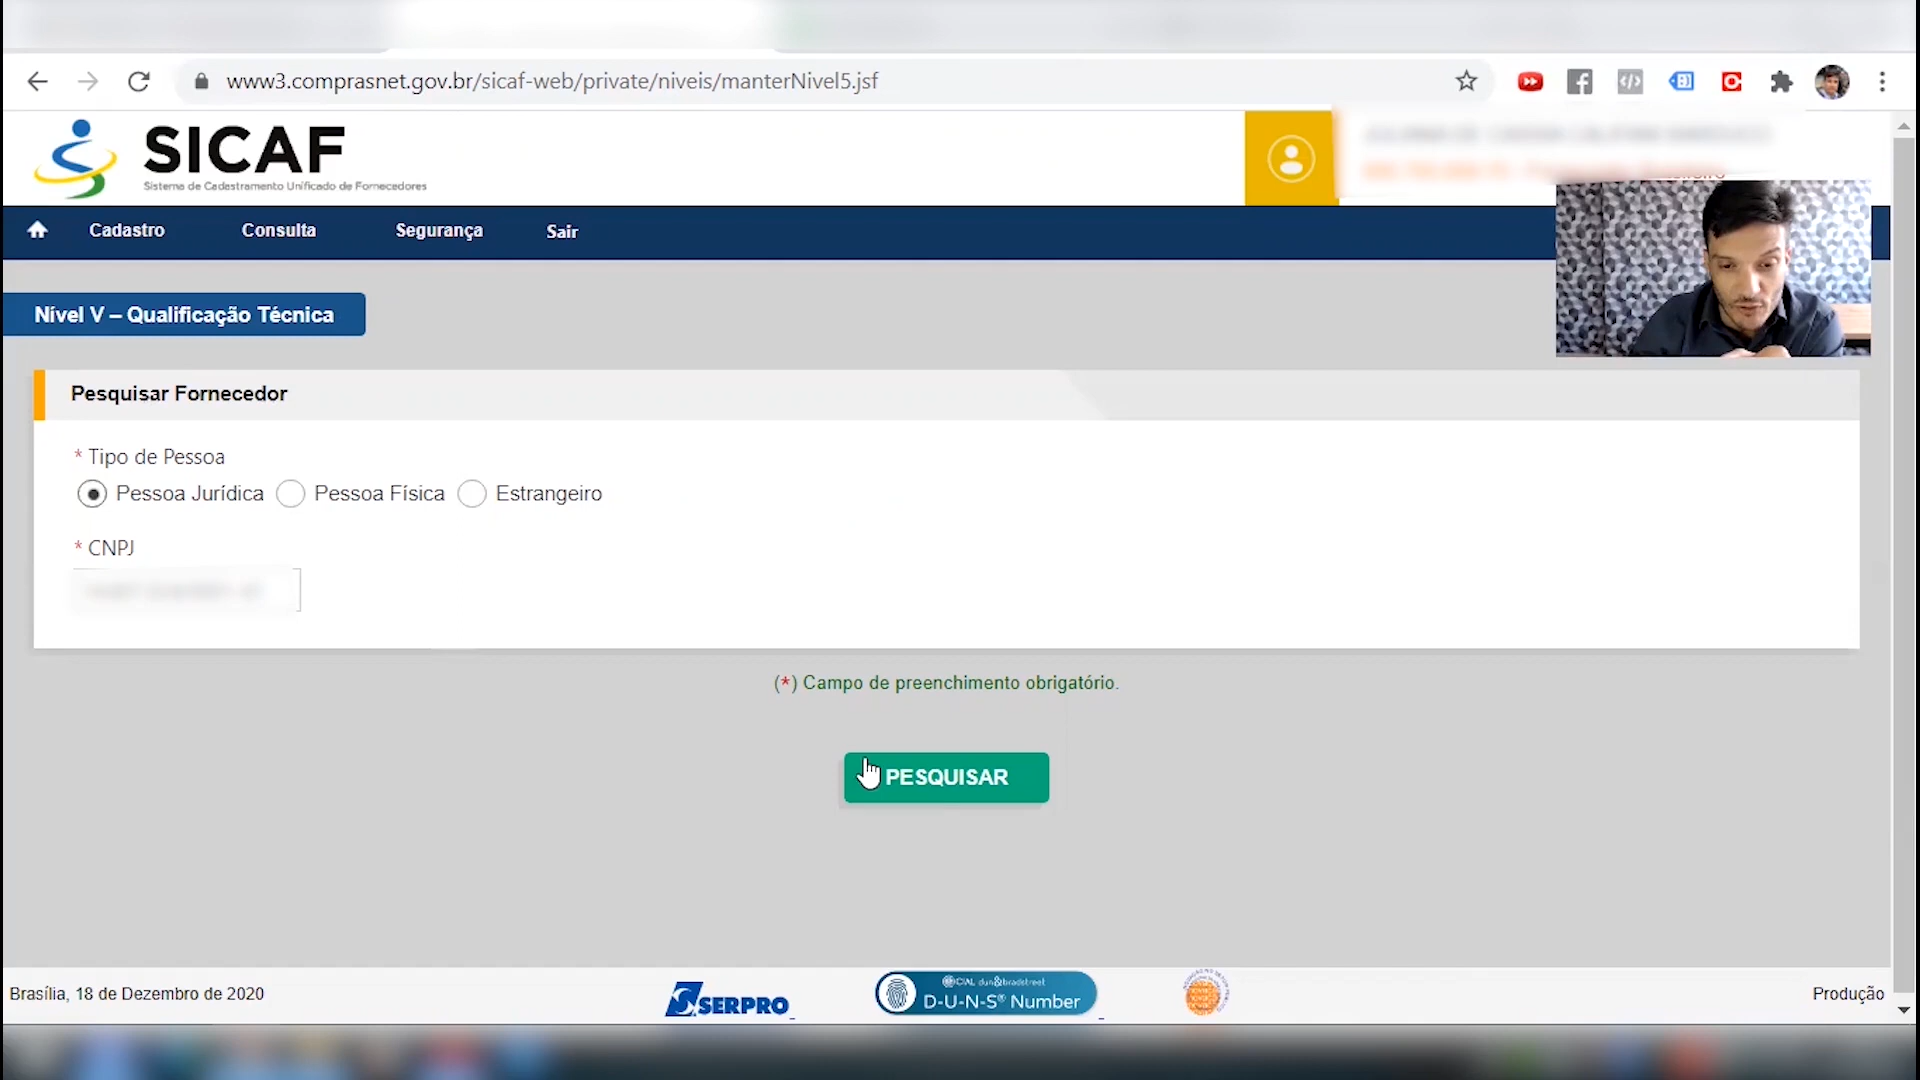 www3.comprasnet.gov.br/sicaf-web/private/niveis/manterNivel5.jsf
SICAF
Sistema de Cadastramento Unificado de Fornecedores
Cadastro
Consulta
Segurança
Sair
Nível V – Qualificação Técnica
Pesquisar Fornecedor
* Tipo de Pessoa
Pessoa Jurídica Pessoa Física Estrangeiro
* CNPJ
(*) Campo de preenchimento obrigatório.
PESQUISAR
Brasília, 18 de Dezembro de 2020
SERPRO
dun&bradstreet
D-U-N-S® Number
Produção